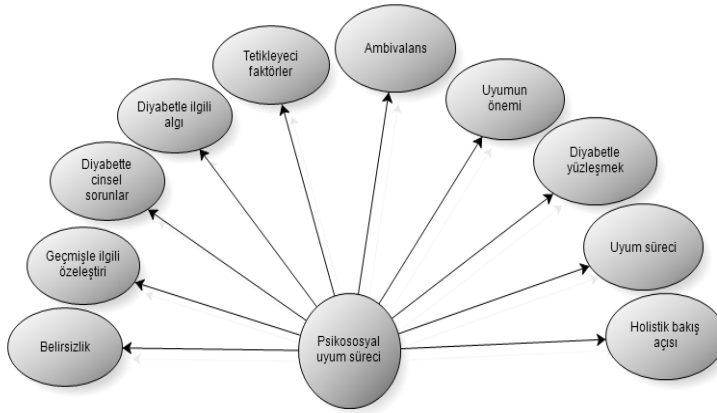 Ambivalans
Tetikleyeci
faktörler
Uyumun
önemi
Diyabetle ilgili
algı
Diyabetle
yüzleşmek
Diyabette
cinsel
sorunlar
Uyum süreci
Geçmişle ilgili
özeleştiri
Holistik bakış
açısı
Belirsizlik
Psikososyal
uyum süreci